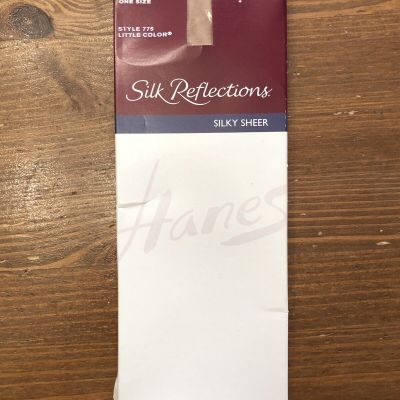 ONE SIZE
STYLE 775
LITTLE COLOR®
Silk Reflections
SILKY SHEER
Hanes